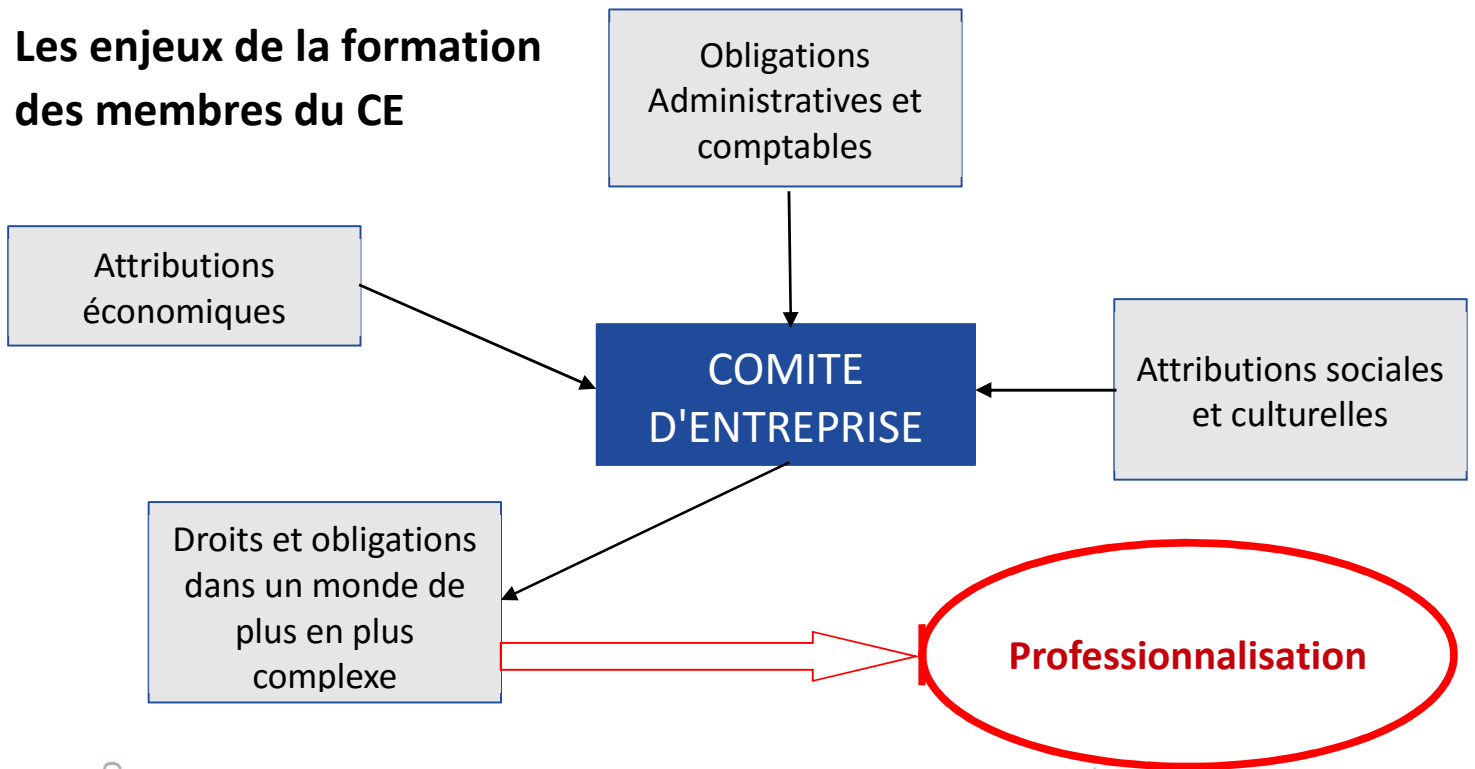 Les enjeux de la formation
des membres du CE
Obligations
Administratives et
comptables
Attributions
économiques
COMITE
D'ENTREPRISE
Attributions sociales
et culturelles
Droits et obligations
dans un monde de
plus en plus
complexe
Professionnalisation